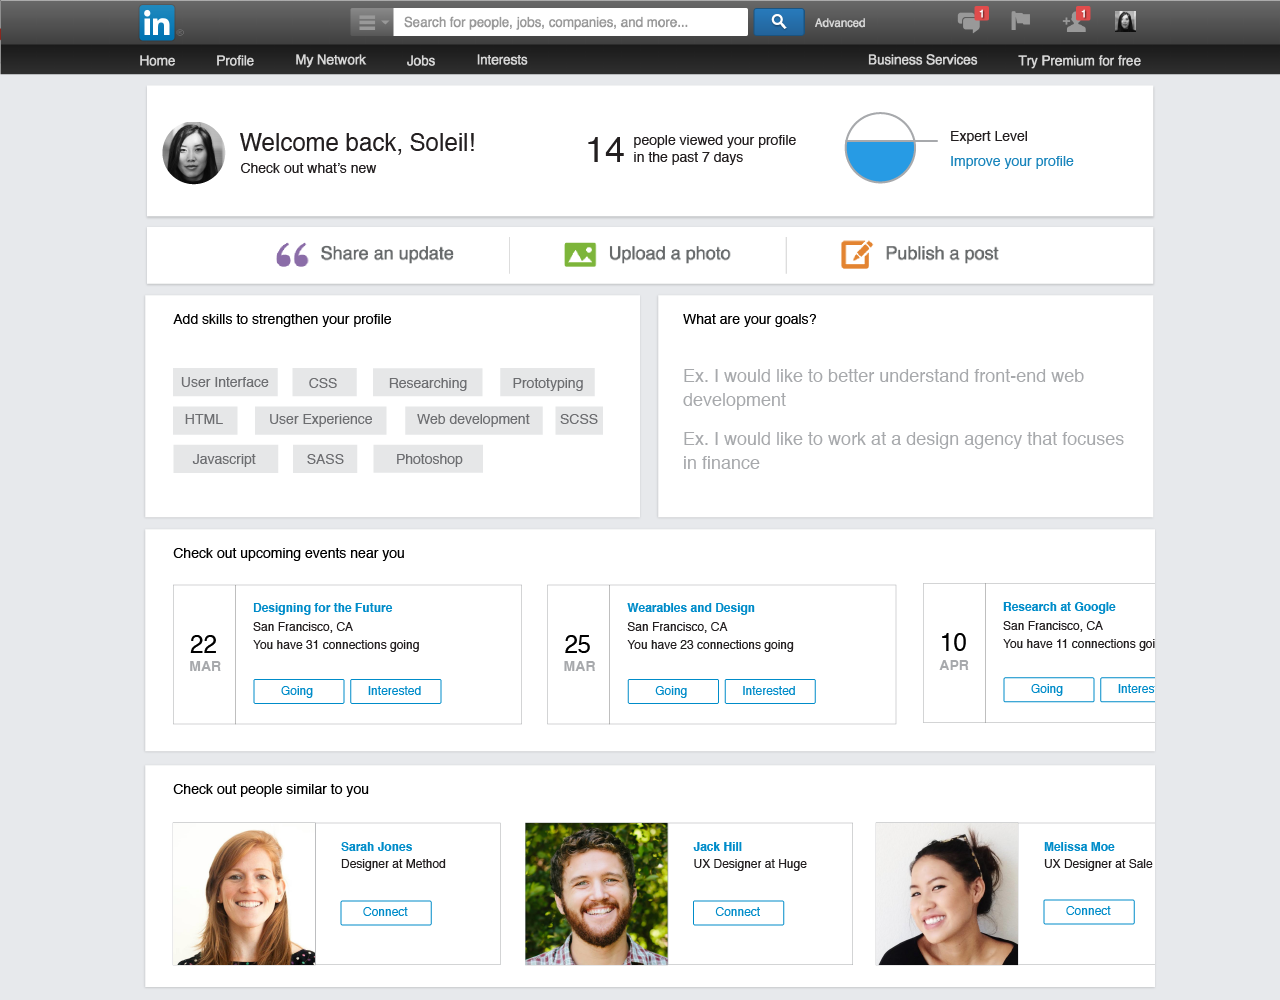 in
Search for people, jobs, companies, and more...
Advanced
1
1
Home Profile My Network Jobs Interests Business Services Try Premium for free
Welcome back, Soleil!
Check out what's new
14 people viewed your profile
in the past 7 days
Expert Level
Improve your profile
Share an update
Upload a photo
Publish a post
Add skills to strengthen your profile
User Interface CSS Researching Prototyping
HTML User Experience Web development SCSS
Javascript SASS Photoshop
What are your goals?
Ex. I would like to better understand front-end web
development
Ex. I would like to work at a design agency that focuses
in finance
Check out upcoming events near you
22
MAR
Designing for the Future
San Francisco, CA
You have 31 connections going
Going Interested
25
MAR
Wearables and Design
San Francisco, CA
You have 23 connections going
Going Interested
10
APR
Research at Google
San Francisco, CA
You have 11 connections goi
Going Interes
Check out people similar to you
Sarah Jones
Designer at Method
Connect
Jack Hill
UX Designer at Huge
Connect
Melissa Moe
UX Designer at Sale
Connect